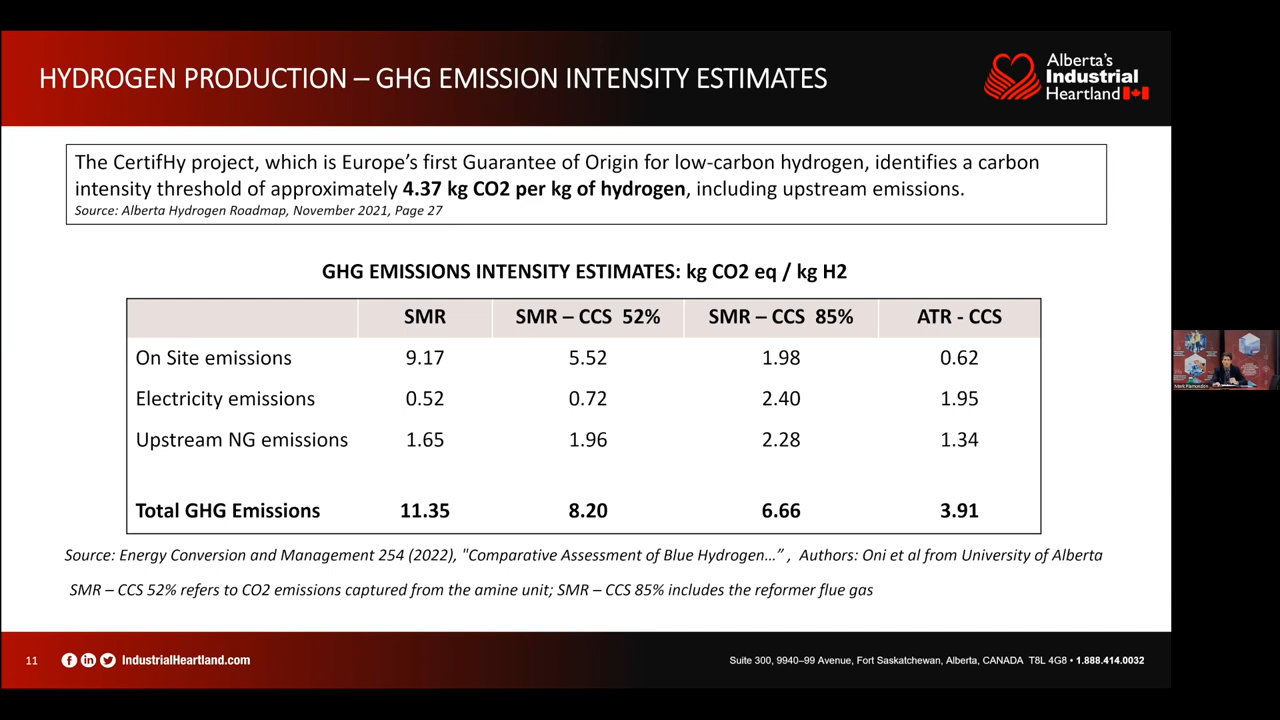 HYDROGEN PRODUCTION – GHG EMISSION INTENSITY ESTIMATES
Alberta's
Industrial
Heartland
The CertifHy project, which is Europe's first Guarantee of Origin for low-carbon hydrogen, identifies a carbon
intensity threshold of approximately 4.37 kg CO2 per kg of hydrogen, including upstream emissions.
Source: Alberta Hydrogen Roadmap, November 2021, Page 27
GHG EMISSIONS INTENSITY ESTIMATES: kg CO2 eq / kg H2
SMR SMR – CCS 52% SMR – CCS 85% ATR - CCS
On Site emissions 9.17 5.52 1.98 0.62
Electricity emissions 0.52 0.72 2.40 1.95
Upstream NG emissions 1.65 1.96 2.28 1.34
Total GHG Emissions 11.35 8.20 6.66 3.91
Source: Energy Conversion and Management 254 (2022), "Comparative Assessment of Blue Hydrogen…" , Authors: Oni et al from University of Alberta
SMR – CCS 52% refers to CO2 emissions captured from the amine unit; SMR – CCS 85% includes the reformer flue gas
11 IndustrialHeartland.com
Suite 300, 9940–99 Avenue, Fort Saskatchewan, Alberta, CANADA T8L 4G8 • 1.888.414.0032